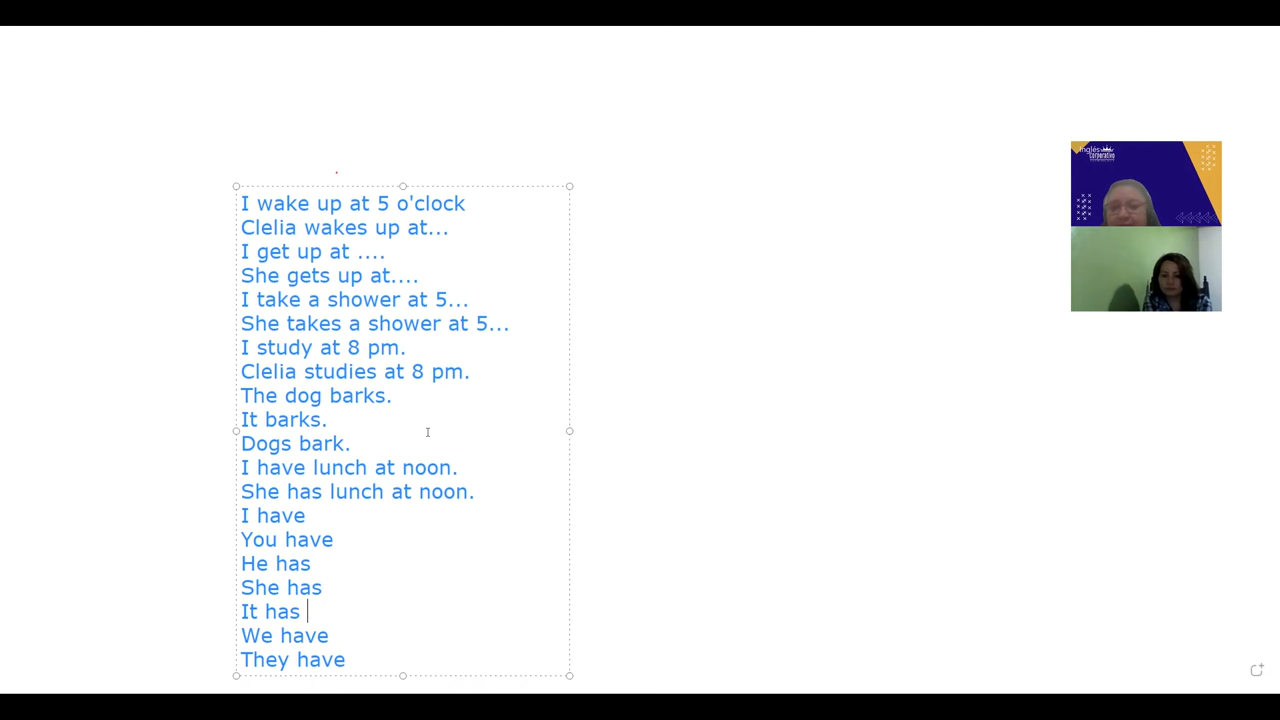 I wake up at 5 o'clock
Clelia wakes up at...
I get up at ....
She gets up at....
I take a shower at 5...
She takes a shower at 5...
I study at 8 pm.
Clelia studies at 8 pm.
The dog barks.
It barks.
Dogs bark.
I have lunch at noon.
She has lunch at noon.
I have
You have
He has
She has
It has
We have
They have
Inglés
Corporativo